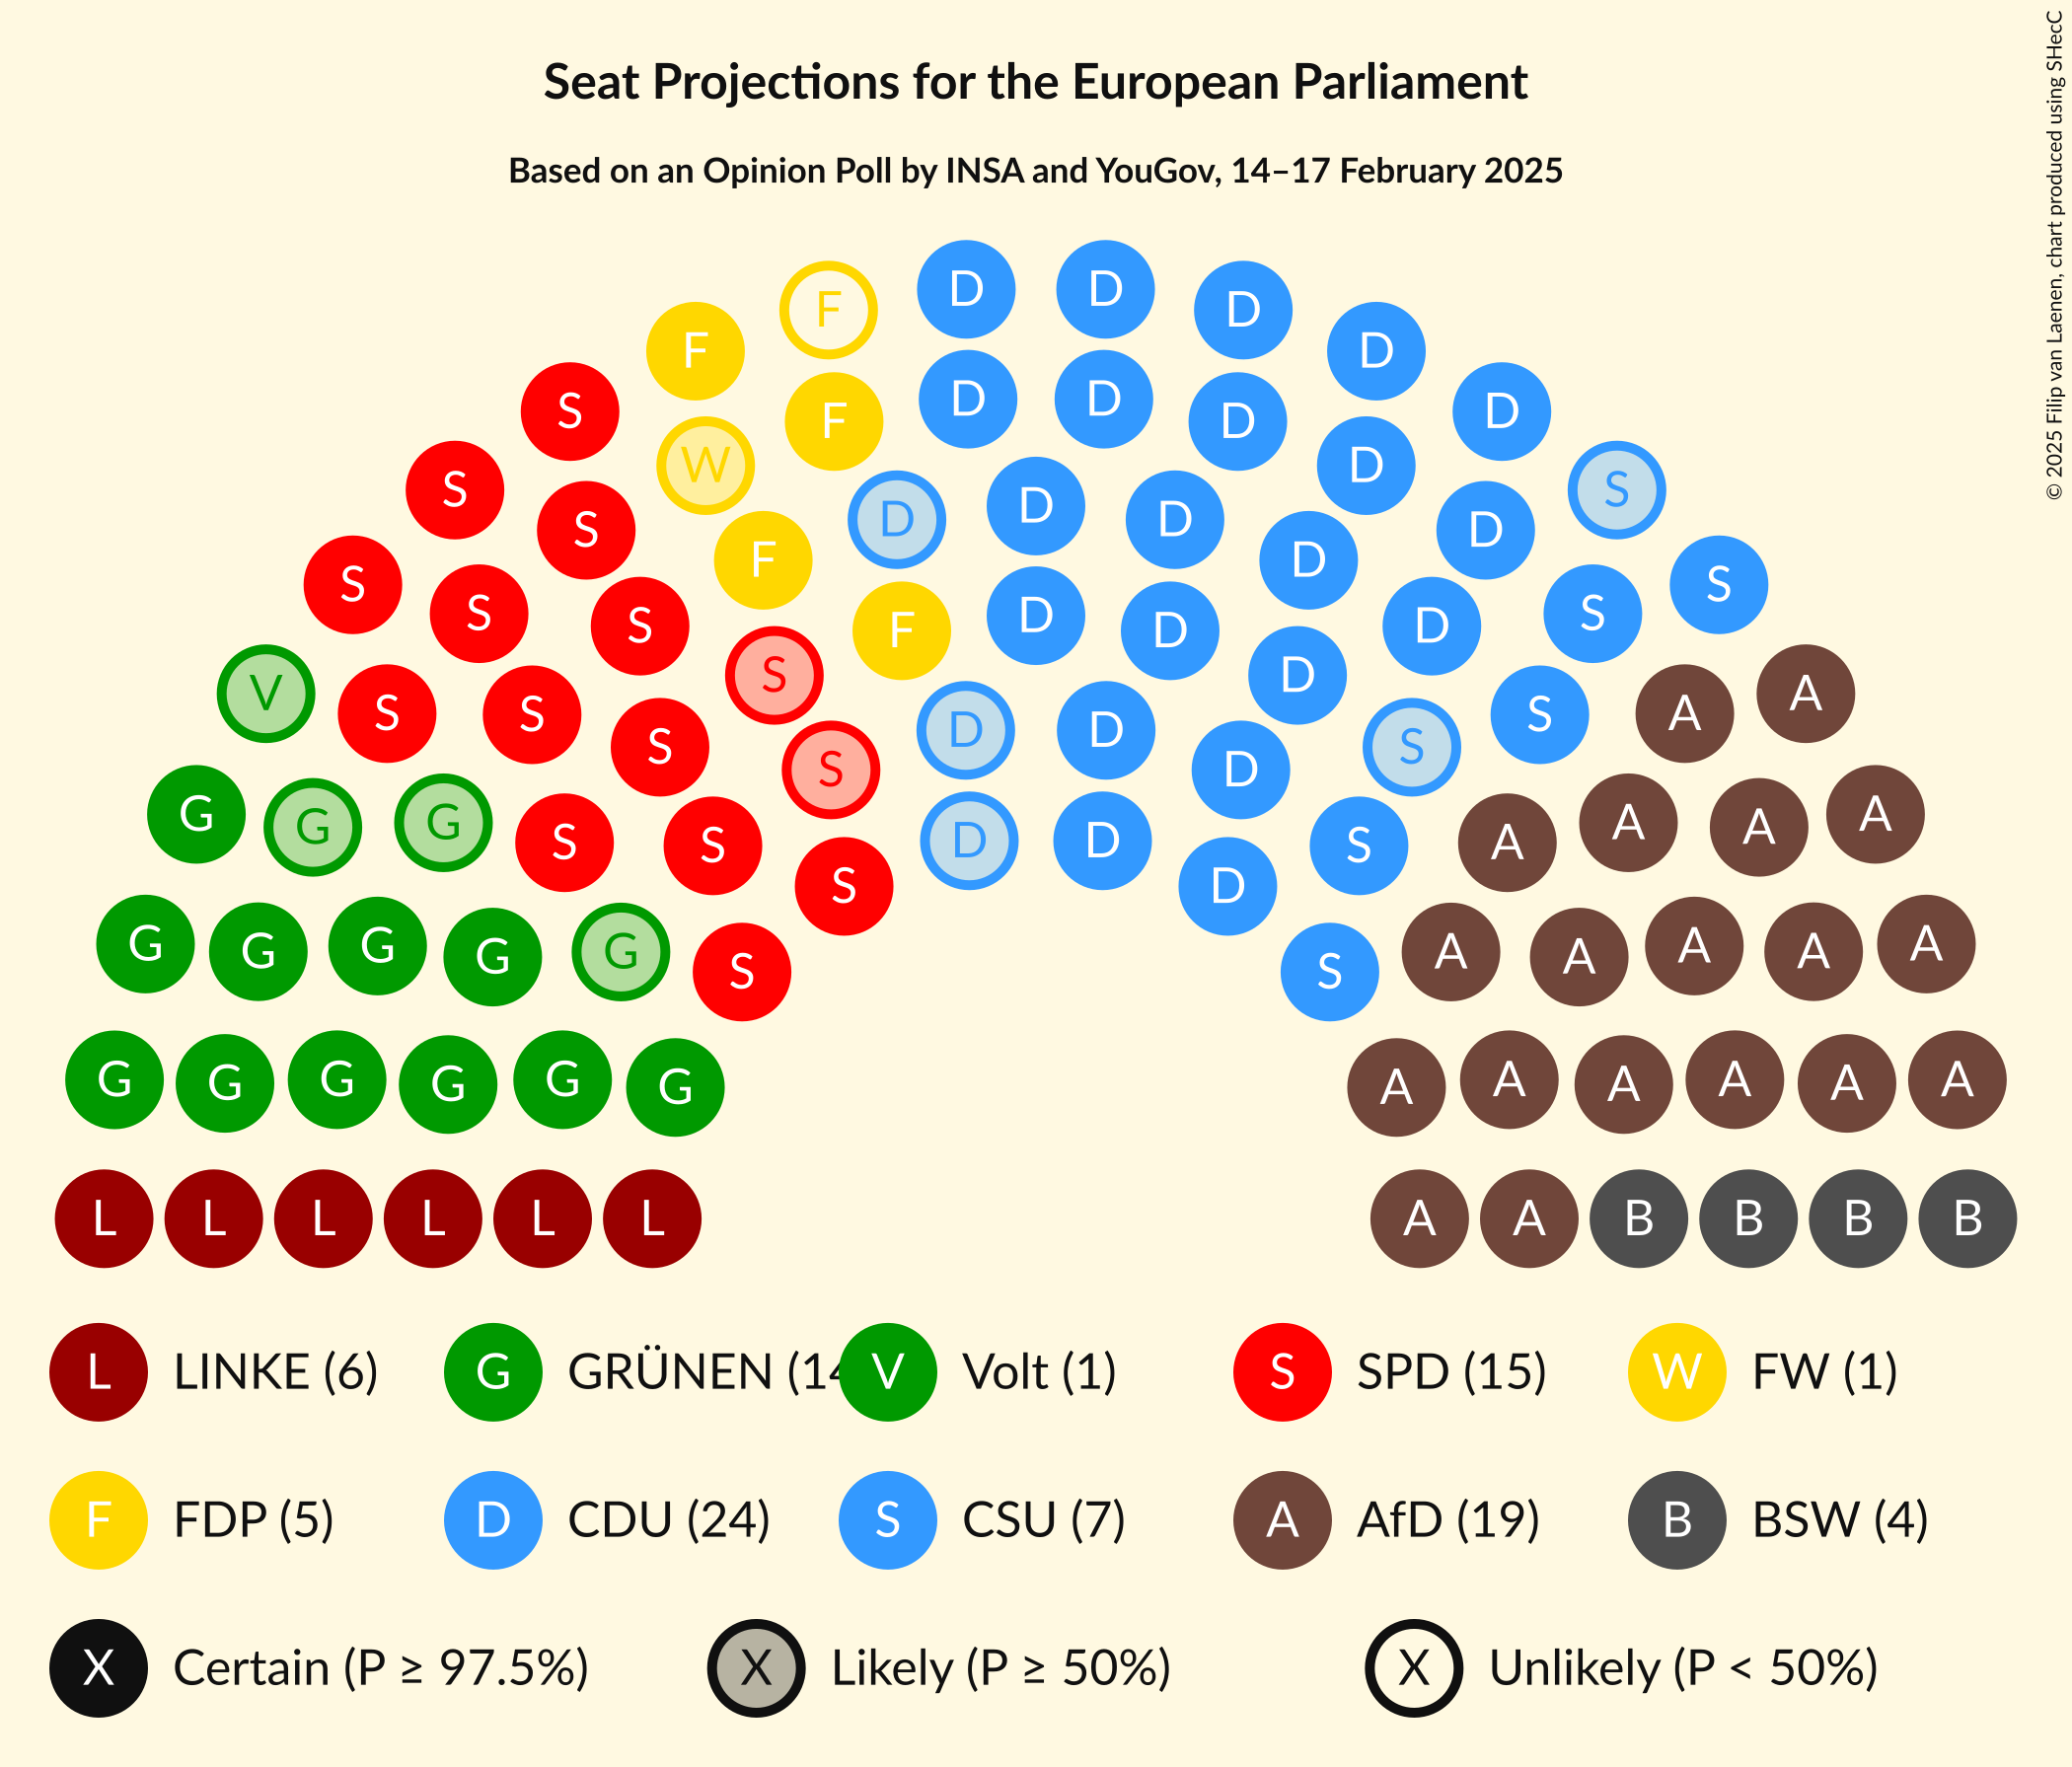 Seat Projections for the European Parliament
Based on an Opinion Poll by INSA and YouGov, 14–17 February 2025
© 2025 Filip van Laenen, chart produced using SHecC
D D
F D
F D
D D
S D
F D
W D
S S
D
D D
S D
F D
S S
S D S
S D
F D
S D
V A
S S S A
D D
S S
S D
G A
G G A A
S S D D S A
S D
G G G G G A A A A A
S S
G G G G G G A A A A A A
L L L L L L A A B B B B
L LINKE (6) G GRÜNEN (14 V Volt (1) S SPD (15) W FW (1)
F FDP (5) D CDU (24) S CSU (7) A AfD (19) B BSW (4)
X Certain (P ≥ 97.5%) X Likely (P ≥ 50%) X Unlikely (P < 50%)